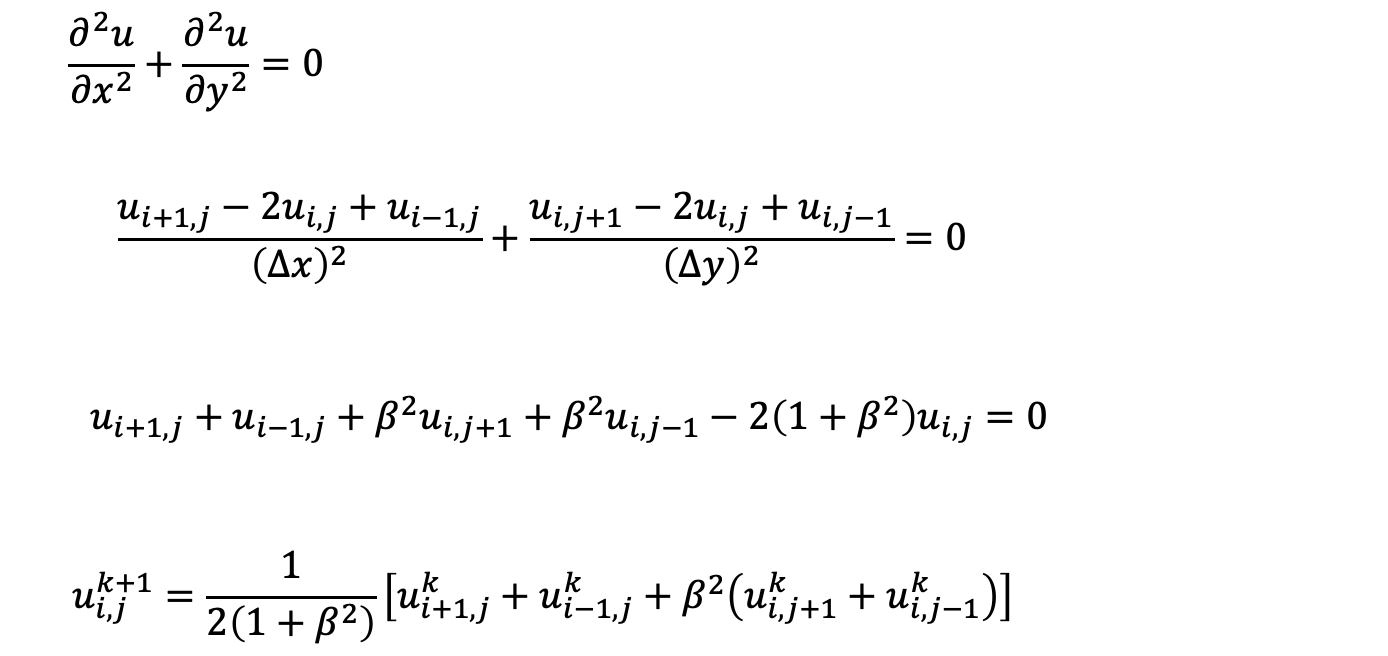 ∂²u/∂x² + ∂²u/∂y² = 0
(u_{i+1,j} − 2u_{i,j} + u_{i−1,j})/(Δx)² + (u_{i,j+1} − 2u_{i,j} + u_{i,j−1})/(Δy)² = 0
u_{i+1,j} + u_{i−1,j} + β²u_{i,j+1} + β²u_{i,j−1} − 2(1 + β²)u_{i,j} = 0
u_{i,j}^{k+1} = 1/(2(1 + β²)) [u_{i+1,j}^{k} + u_{i−1,j}^{k} + β²(u_{i,j+1}^{k} + u_{i,j−1}^{k})]